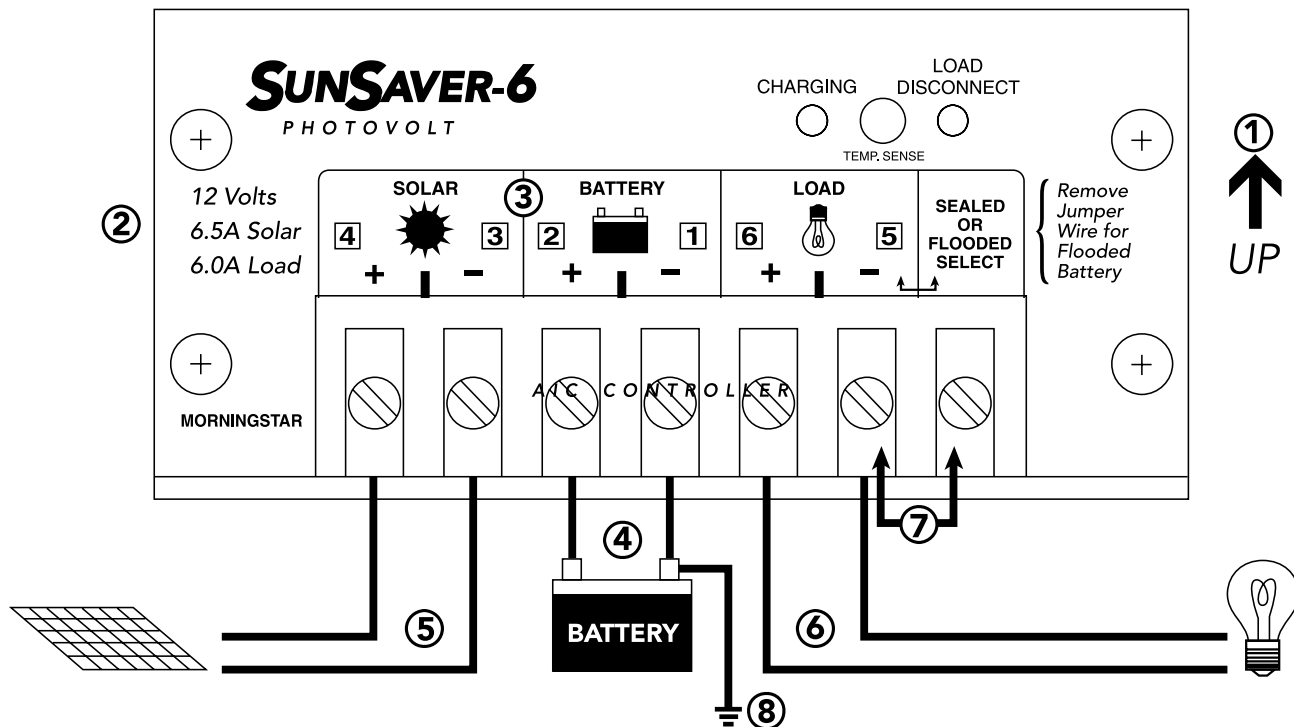 SUNSAVER-6
PHOTOVOLT
CHARGING
LOAD
DISCONNECT
TEMP. SENSE
1
UP
2
12 Volts
6.5A Solar
6.0A Load
3
SOLAR
4
3
+
−
BATTERY
2
1
+
−
LOAD
6
5
+
−
SEALED
OR
FLOODED
SELECT
Remove
Jumper
Wire for
Flooded
Battery
AIC CONTROLLER
MORNINGSTAR
4
BATTERY
5
6
7
8